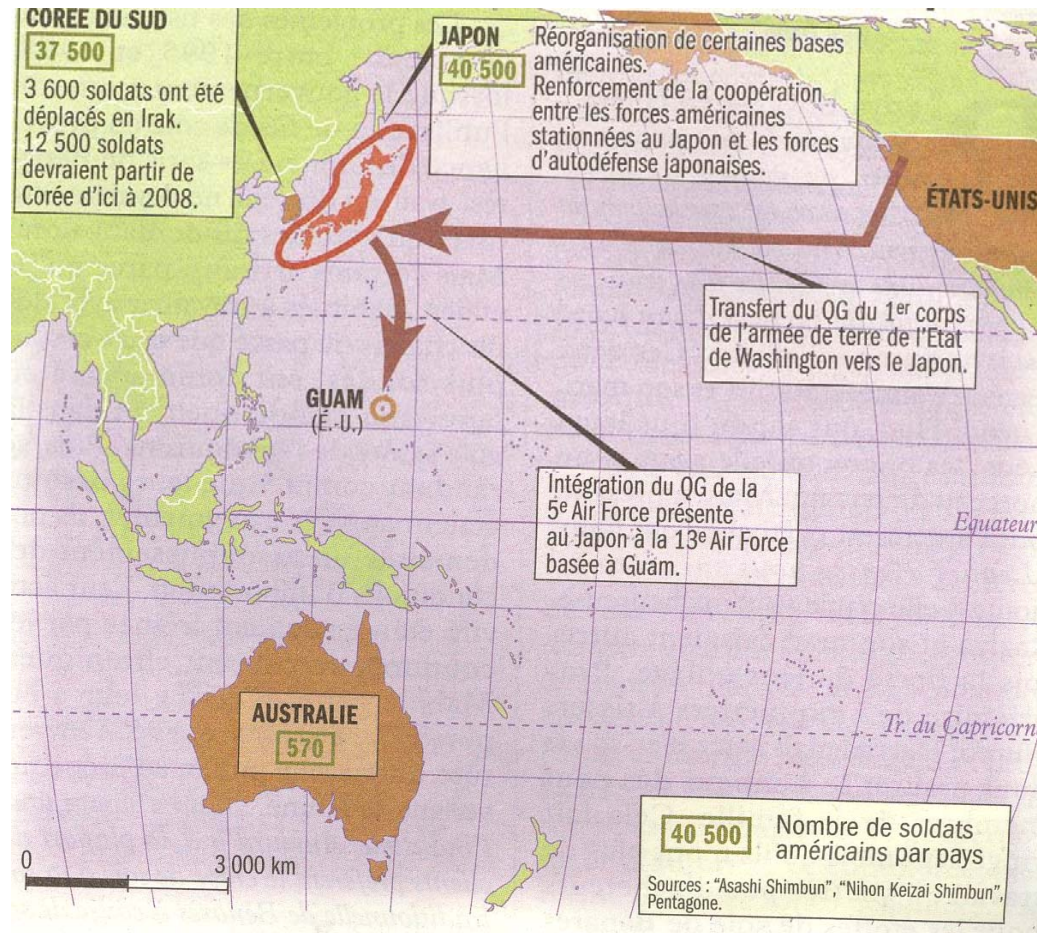 CORÉE DU SUD
37 500
3 600 soldats ont été
déplacés en Irak.
12 500 soldats
devraient partir de
Corée d'ici à 2008.
JAPON
40 500
Réorganisation de certaines bases
américaines.
Renforcement de la coopération
entre les forces américaines
stationnées au Japon et les forces
d'autodéfense japonaises.
ÉTATS-UNIS
Transfert du QG du 1er corps
de l'armée de terre de l'Etat
de Washington vers le Japon.
GUAM
(É.-U.)
Intégration du QG de la
5e Air Force présente
au Japon à la 13e Air Force
basée à Guam.
Equateur
AUSTRALIE
570
Tr. du Capricorn
0
3 000 km
40 500
Nombre de soldats
américains par pays
Sources : "Asashi Shimbun", "Nihon Keizai Shimbun",
Pentagone.